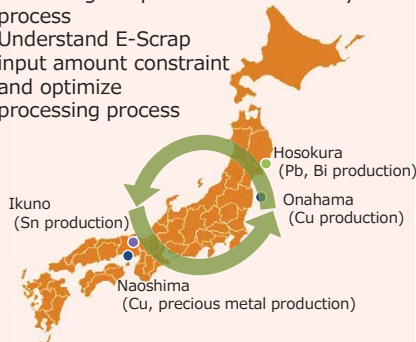 process
Understand E-Scrap
input amount constraint
and optimize
processing process
Hosokura
(Pb, Bi production)
Onahama
(Cu production)
Ikuno
(Sn production)
Naoshima
(Cu, precious metal production)